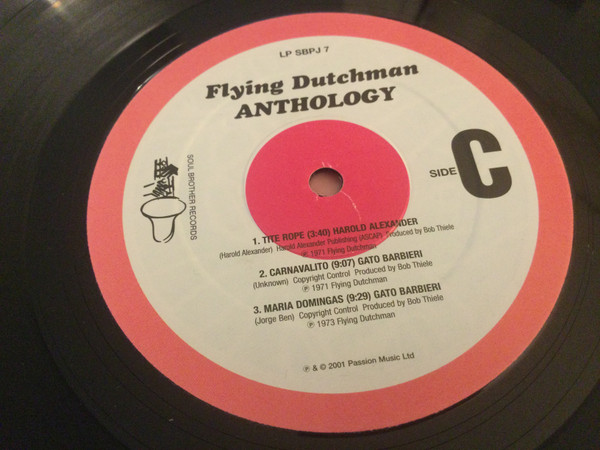 LP SBPJ 7
Flying Dutchman
ANTHOLOGY
SIDE C
SOUL BROTHER RECORDS
1. TITE ROPE (3:40) HAROLD ALEXANDER
(Harold Alexander) Harold Alexander Publishing (ASCAP) Produced by Bob Thiele
℗ 1971 Flying Dutchman
2. CARNAVALITO (9:07) GATO BARBIERI
(Unknown) Copyright Control Produced by Bob Thiele
℗ 1971 Flying Dutchman
3. MARIA DOMINGAS (9:29) GATO BARBIERI
(Jorge Ben) Copyright Control Produced by Bob Thiele
℗ 1973 Flying Dutchman
℗ & © 2001 Passion Music Ltd